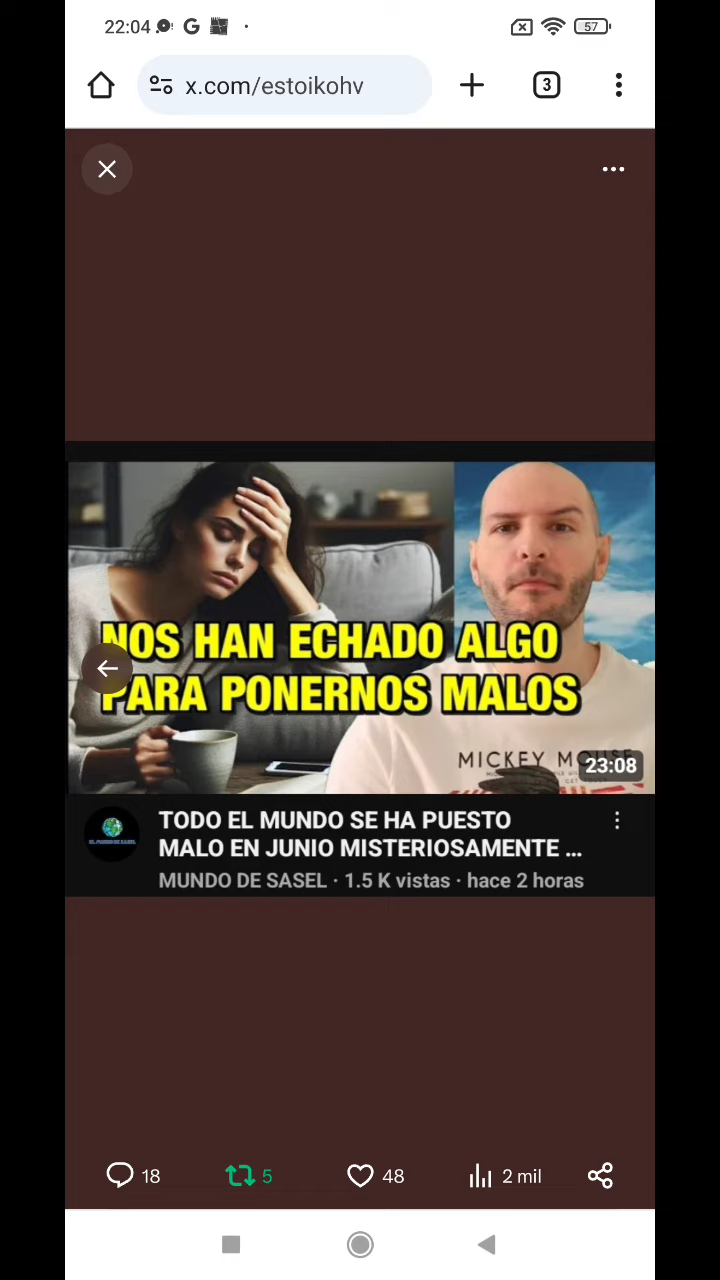 22:04
57
x.com/estoikohv
3
NOS HAN ECHADO ALGO
PARA PONERNOS MALOS
MICKEY MOUSE
23:08
TODO EL MUNDO SE HA PUESTO
MALO EN JUNIO MISTERIOSAMENTE ...
MUNDO DE SASEL · 1.5 K vistas · hace 2 horas
18
5
48
2 mil